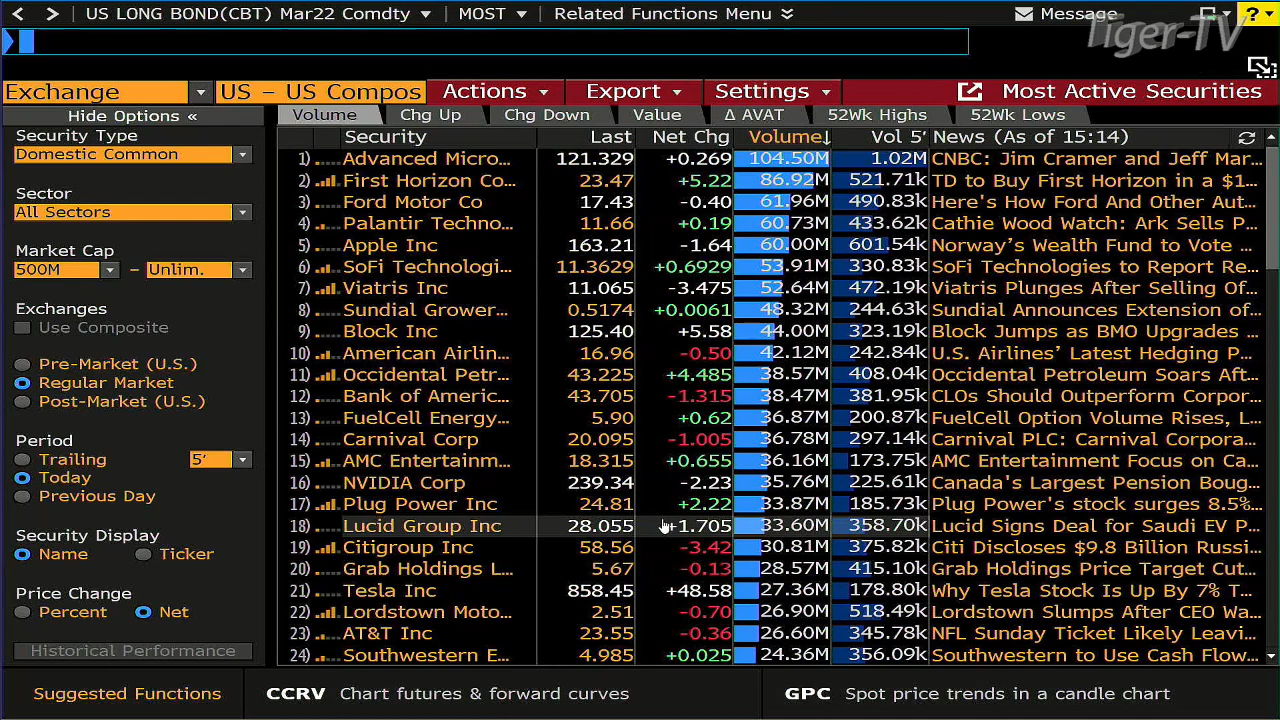 < > US LONG BOND(CBT) Mar22 Comdty MOST Related Functions Menu Message ?
Tiger-TV
Exchange US – US Compos Actions Export Settings Most Active Securities
Hide Options « Volume Chg Up Chg Down Value Δ AVAT 52Wk Highs 52Wk Lows
Security Type
Domestic Common
Sector
All Sectors
Market Cap
500M – Unlim.
Exchanges
Use Composite
Pre-Market (U.S.)
Regular Market
Post-Market (U.S.)
Period
Trailing 5'
Today
Previous Day
Security Display
Name Ticker
Price Change
Percent Net
Historical Performance
Security Last Net Chg Volume↓ Vol 5' News (As of 15:14)
1) Advanced Micro... 121.329 +0.269 104.50M 1.02M CNBC: Jim Cramer and Jeff Mar...
2) First Horizon Co... 23.47 +5.22 86.92M 521.71k TD to Buy First Horizon in a $1...
3) Ford Motor Co 17.43 -0.40 61.96M 490.83k Here's How Ford And Other Aut...
4) Palantir Techno... 11.66 +0.19 60.73M 433.62k Cathie Wood Watch: Ark Sells P...
5) Apple Inc 163.21 -1.64 60.00M 601.54k Norway's Wealth Fund to Vote ...
6) SoFi Technologi... 11.3629 +0.6929 53.91M 330.83k SoFi Technologies to Report Re...
7) Viatris Inc 11.065 -3.475 52.64M 472.19k Viatris Plunges After Selling Of...
8) Sundial Grower... 0.5174 +0.0061 48.32M 244.63k Sundial Announces Extension of...
9) Block Inc 125.40 +5.58 44.00M 323.19k Block Jumps as BMO Upgrades ...
10) American Airlin... 16.96 -0.50 42.12M 242.84k U.S. Airlines' Latest Hedging P...
11) Occidental Petr... 43.225 +4.485 38.57M 408.04k Occidental Petroleum Soars Aft...
12) Bank of Americ... 43.705 -1.315 38.47M 381.95k CLOs Should Outperform Corpor...
13) FuelCell Energy... 5.90 +0.62 36.87M 200.87k FuelCell Option Volume Rises, L...
14) Carnival Corp 20.095 -1.005 36.78M 297.14k Carnival PLC: Carnival Corpora...
15) AMC Entertainm... 18.315 +0.655 36.16M 173.75k AMC Entertainment Focus on Ca...
16) NVIDIA Corp 239.34 -2.23 35.76M 225.61k Canada's Largest Pension Boug...
17) Plug Power Inc 24.81 +2.22 33.87M 185.73k Plug Power's stock surges 8.5%...
18) Lucid Group Inc 28.055 +1.705 33.60M 358.70k Lucid Signs Deal for Saudi EV P...
19) Citigroup Inc 58.56 -3.42 30.81M 375.82k Citi Discloses $9.8 Billion Russi...
20) Grab Holdings L... 5.67 -0.13 28.57M 415.10k Grab Holdings Price Target Cut...
21) Tesla Inc 858.45 +48.58 27.36M 178.80k Why Tesla Stock Is Up By 7% T...
22) Lordstown Moto... 2.51 -0.70 26.90M 518.49k Lordstown Slumps After CEO Wa...
23) AT&T Inc 23.55 -0.36 26.60M 345.78k NFL Sunday Ticket Likely Leavi...
24) Southwestern E... 4.985 +0.025 24.36M 356.09k Southwestern to Use Cash Flow...
Suggested Functions CCRV Chart futures & forward curves GPC Spot price trends in a candle chart